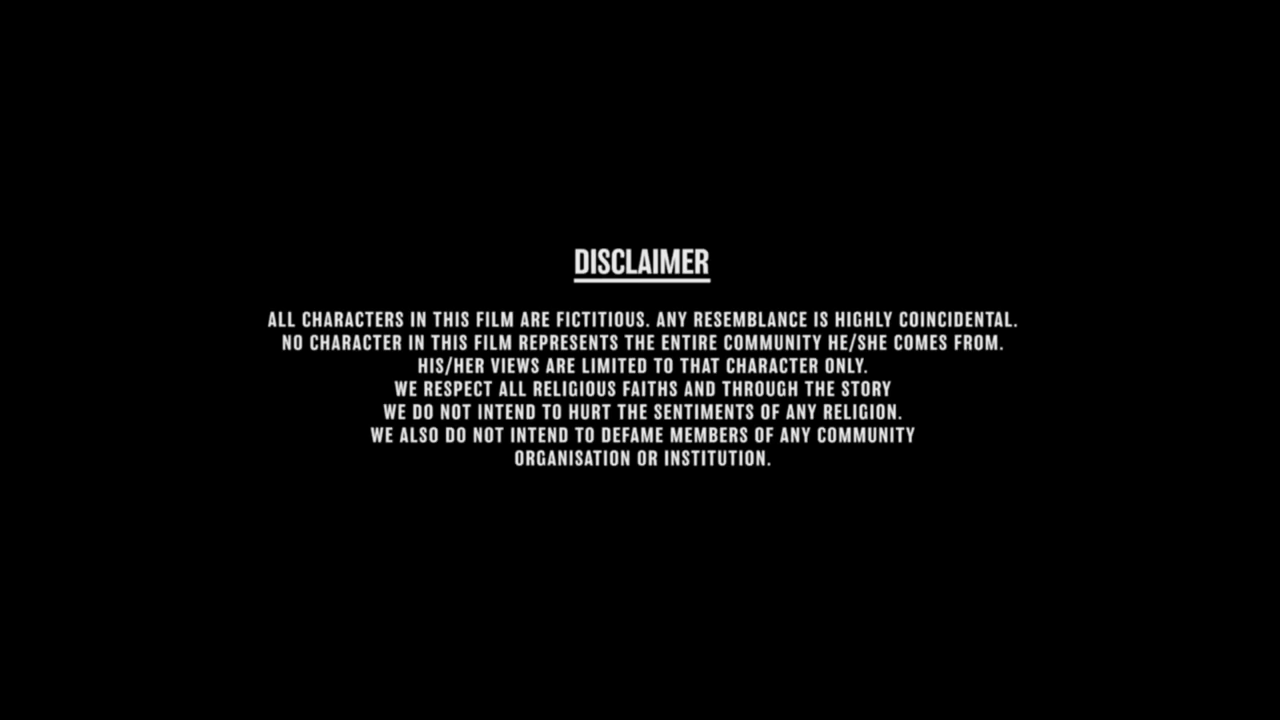 DISCLAIMER
ALL CHARACTERS IN THIS FILM ARE FICTITIOUS. ANY RESEMBLANCE IS HIGHLY COINCIDENTAL.
NO CHARACTER IN THIS FILM REPRESENTS THE ENTIRE COMMUNITY HE/SHE COMES FROM.
HIS/HER VIEWS ARE LIMITED TO THAT CHARACTER ONLY.
WE RESPECT ALL RELIGIOUS FAITHS AND THROUGH THE STORY
WE DO NOT INTEND TO HURT THE SENTIMENTS OF ANY RELIGION.
WE ALSO DO NOT INTEND TO DEFAME MEMBERS OF ANY COMMUNITY
ORGANISATION OR INSTITUTION.